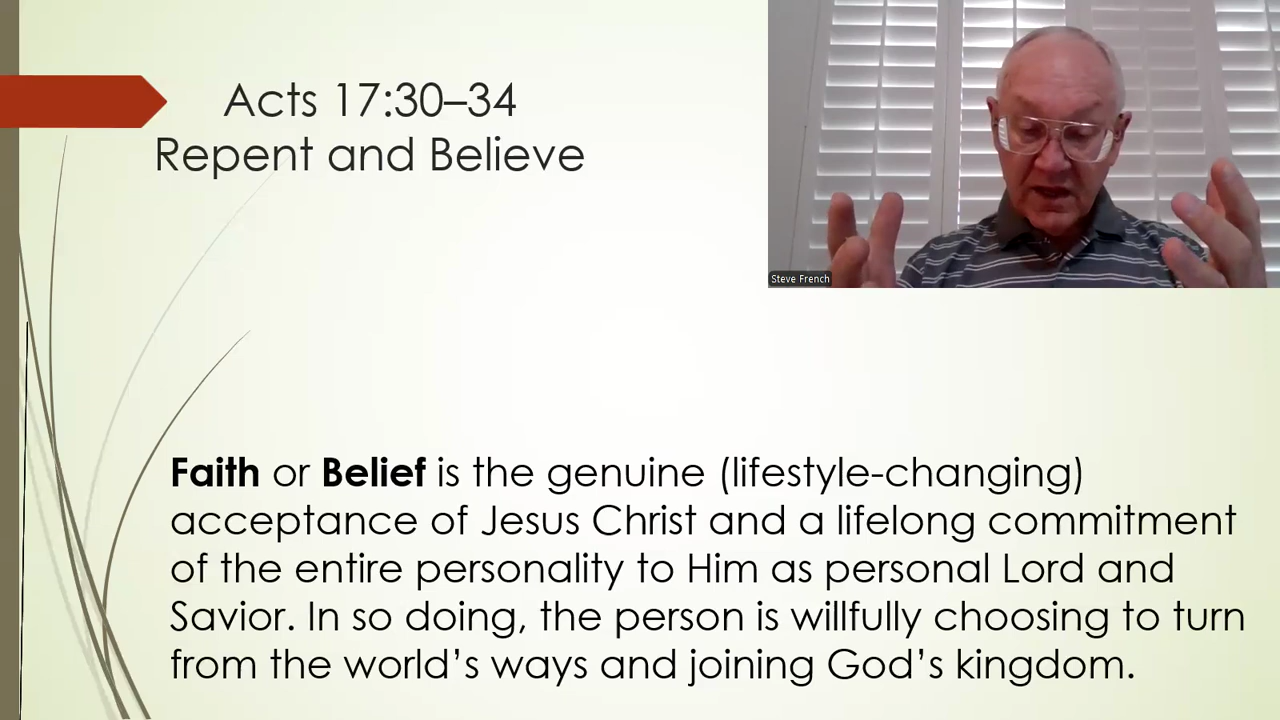 Acts 17:30–34
Repent and Believe
Steve French
Faith or Belief is the genuine (lifestyle-changing)
acceptance of Jesus Christ and a lifelong commitment
of the entire personality to Him as personal Lord and
Savior. In so doing, the person is willfully choosing to turn
from the world’s ways and joining God’s kingdom.